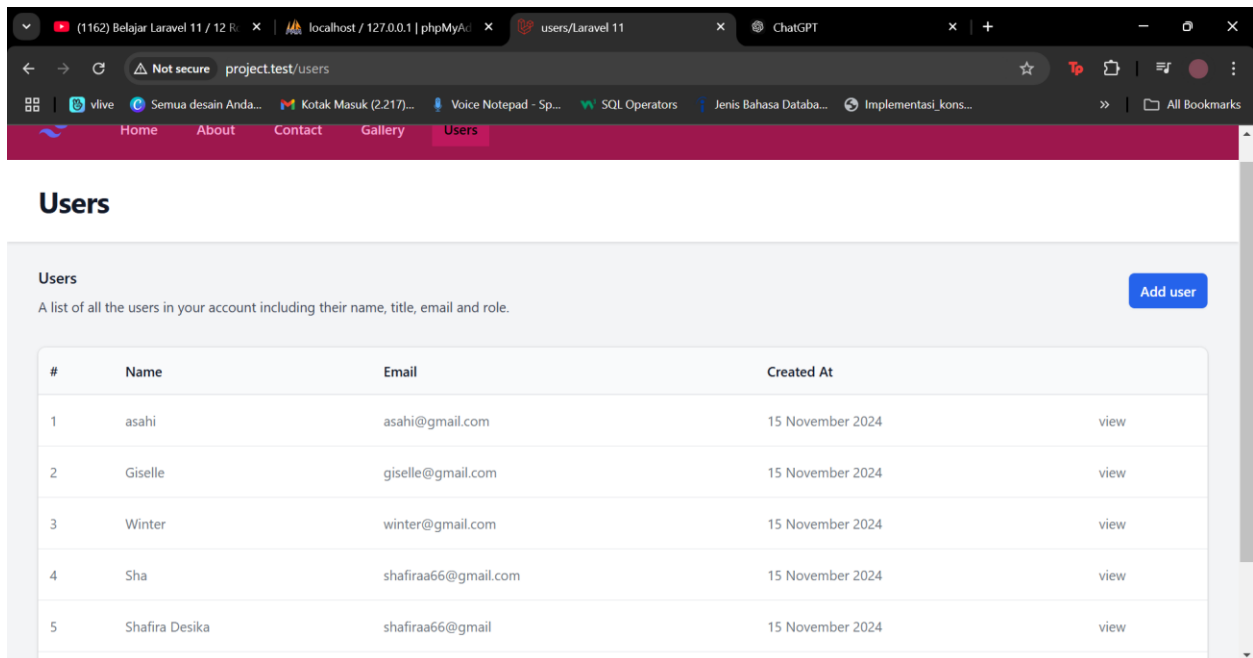 (1162) Belajar Laravel 11 / 12 Ro localhost / 127.0.0.1 | phpMyAd users/Laravel 11 ChatGPT
Not secure project.test/users
vlive Semua desain Anda... Kotak Masuk (2.217)... Voice Notepad - Sp... SQL Operators Jenis Bahasa Databa... Implementasi_kons... All Bookmarks
Home About Contact Gallery Users
Users
Users
A list of all the users in your account including their name, title, email and role.
Add user
# Name Email Created At
1 asahi asahi@gmail.com 15 November 2024 view
2 Giselle giselle@gmail.com 15 November 2024 view
3 Winter winter@gmail.com 15 November 2024 view
4 Sha shafiraa66@gmail.com 15 November 2024 view
5 Shafira Desika shafiraa66@gmail 15 November 2024 view